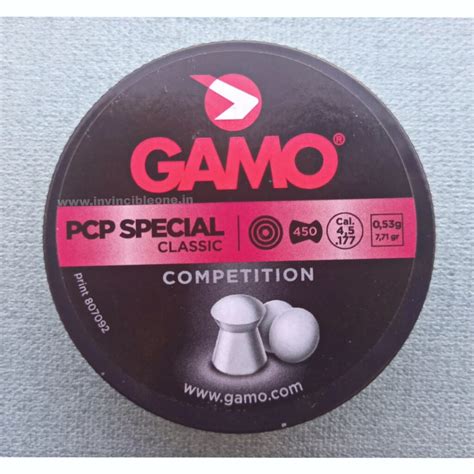 GAMO®
www.invincibleone.in
PCP SPECIAL
CLASSIC
450
Cal.
4,5
.177
0,53g
7,71 gr
COMPETITION
print 807092
www.gamo.com